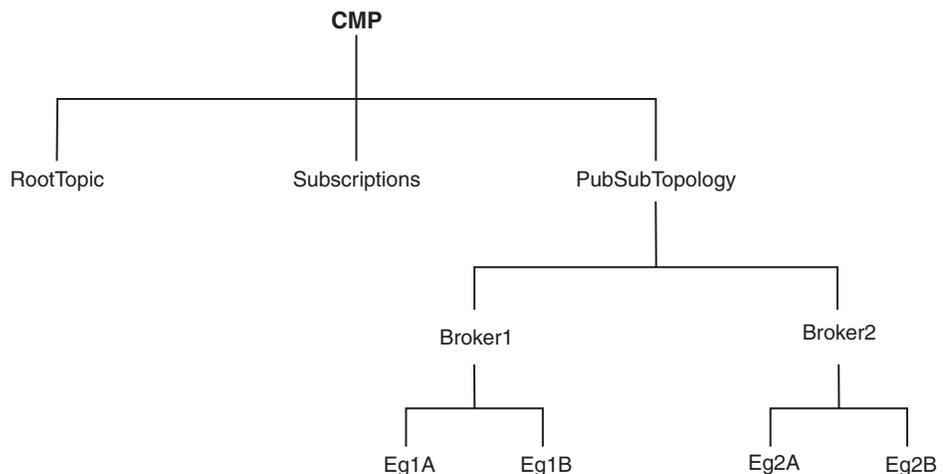 CMP
RootTopic
Subscriptions
PubSubTopology
Broker1
Broker2
Eg1A
Eg1B
Eg2A
Eg2B